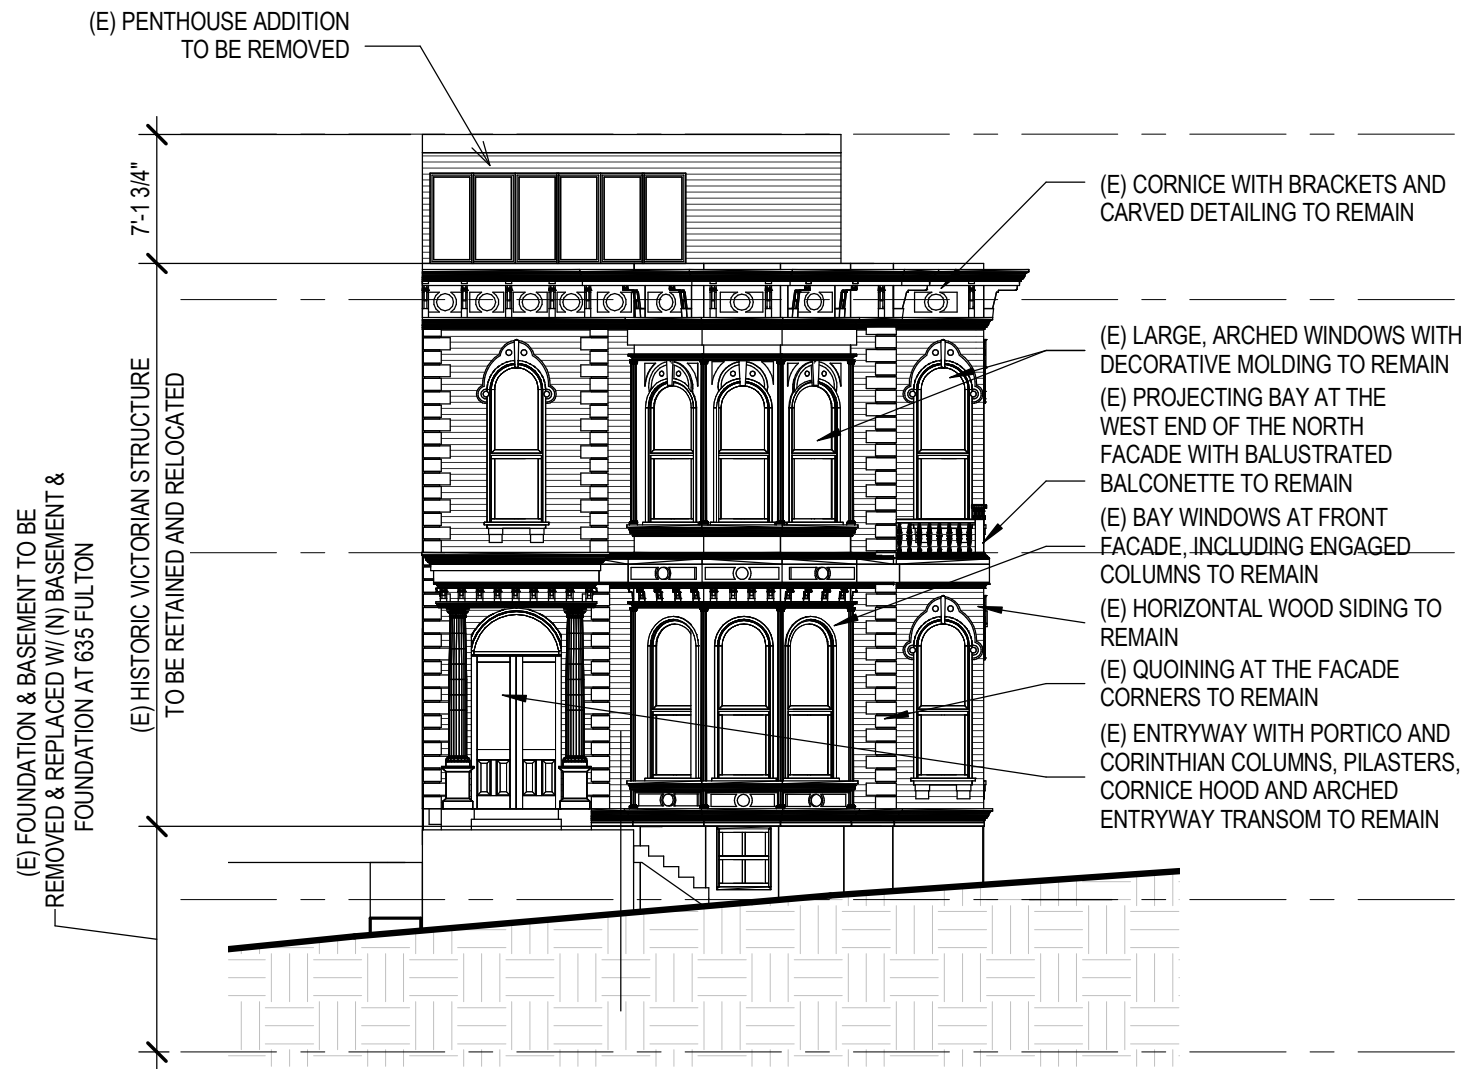 (E) PENTHOUSE ADDITION
TO BE REMOVED
7'-1 3/4"
(E) HISTORIC VICTORIAN STRUCTURE
TO BE RETAINED AND RELOCATED
(E) FOUNDATION & BASEMENT TO BE
REMOVED & REPLACED W/ (N) BASEMENT &
FOUNDATION AT 635 FULTON
(E) CORNICE WITH BRACKETS AND
CARVED DETAILING TO REMAIN
(E) LARGE, ARCHED WINDOWS WITH
DECORATIVE MOLDING TO REMAIN
(E) PROJECTING BAY AT THE
WEST END OF THE NORTH
FACADE WITH BALUSTRATED
BALCONETTE TO REMAIN
(E) BAY WINDOWS AT FRONT
FACADE, INCLUDING ENGAGED
COLUMNS TO REMAIN
(E) HORIZONTAL WOOD SIDING TO
REMAIN
(E) QUOINING AT THE FACADE
CORNERS TO REMAIN
(E) ENTRYWAY WITH PORTICO AND
CORINTHIAN COLUMNS, PILASTERS,
CORNICE HOOD AND ARCHED
ENTRYWAY TRANSOM TO REMAIN